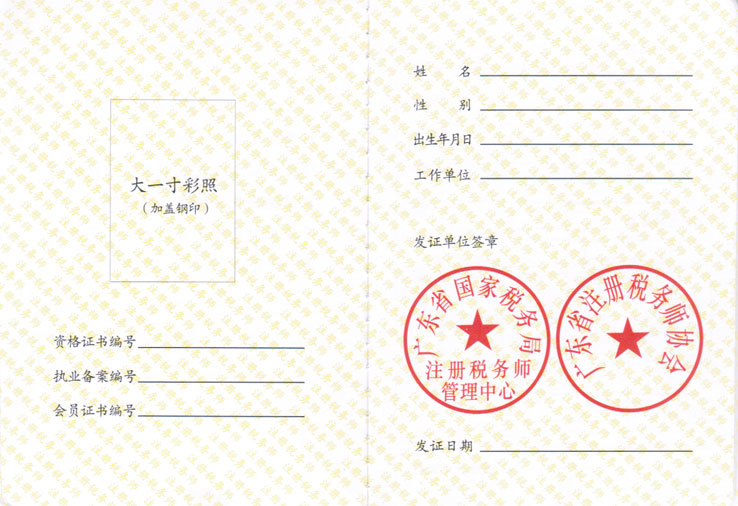 大一寸彩照
（加盖钢印）
资格证书编号
执业备案编号
会员证书编号
姓 名
性 别
出生年月日
工作单位
发证单位签章
广东省国家税务局
注册税务师
管理中心
广东省注册税务师协会
发证日期